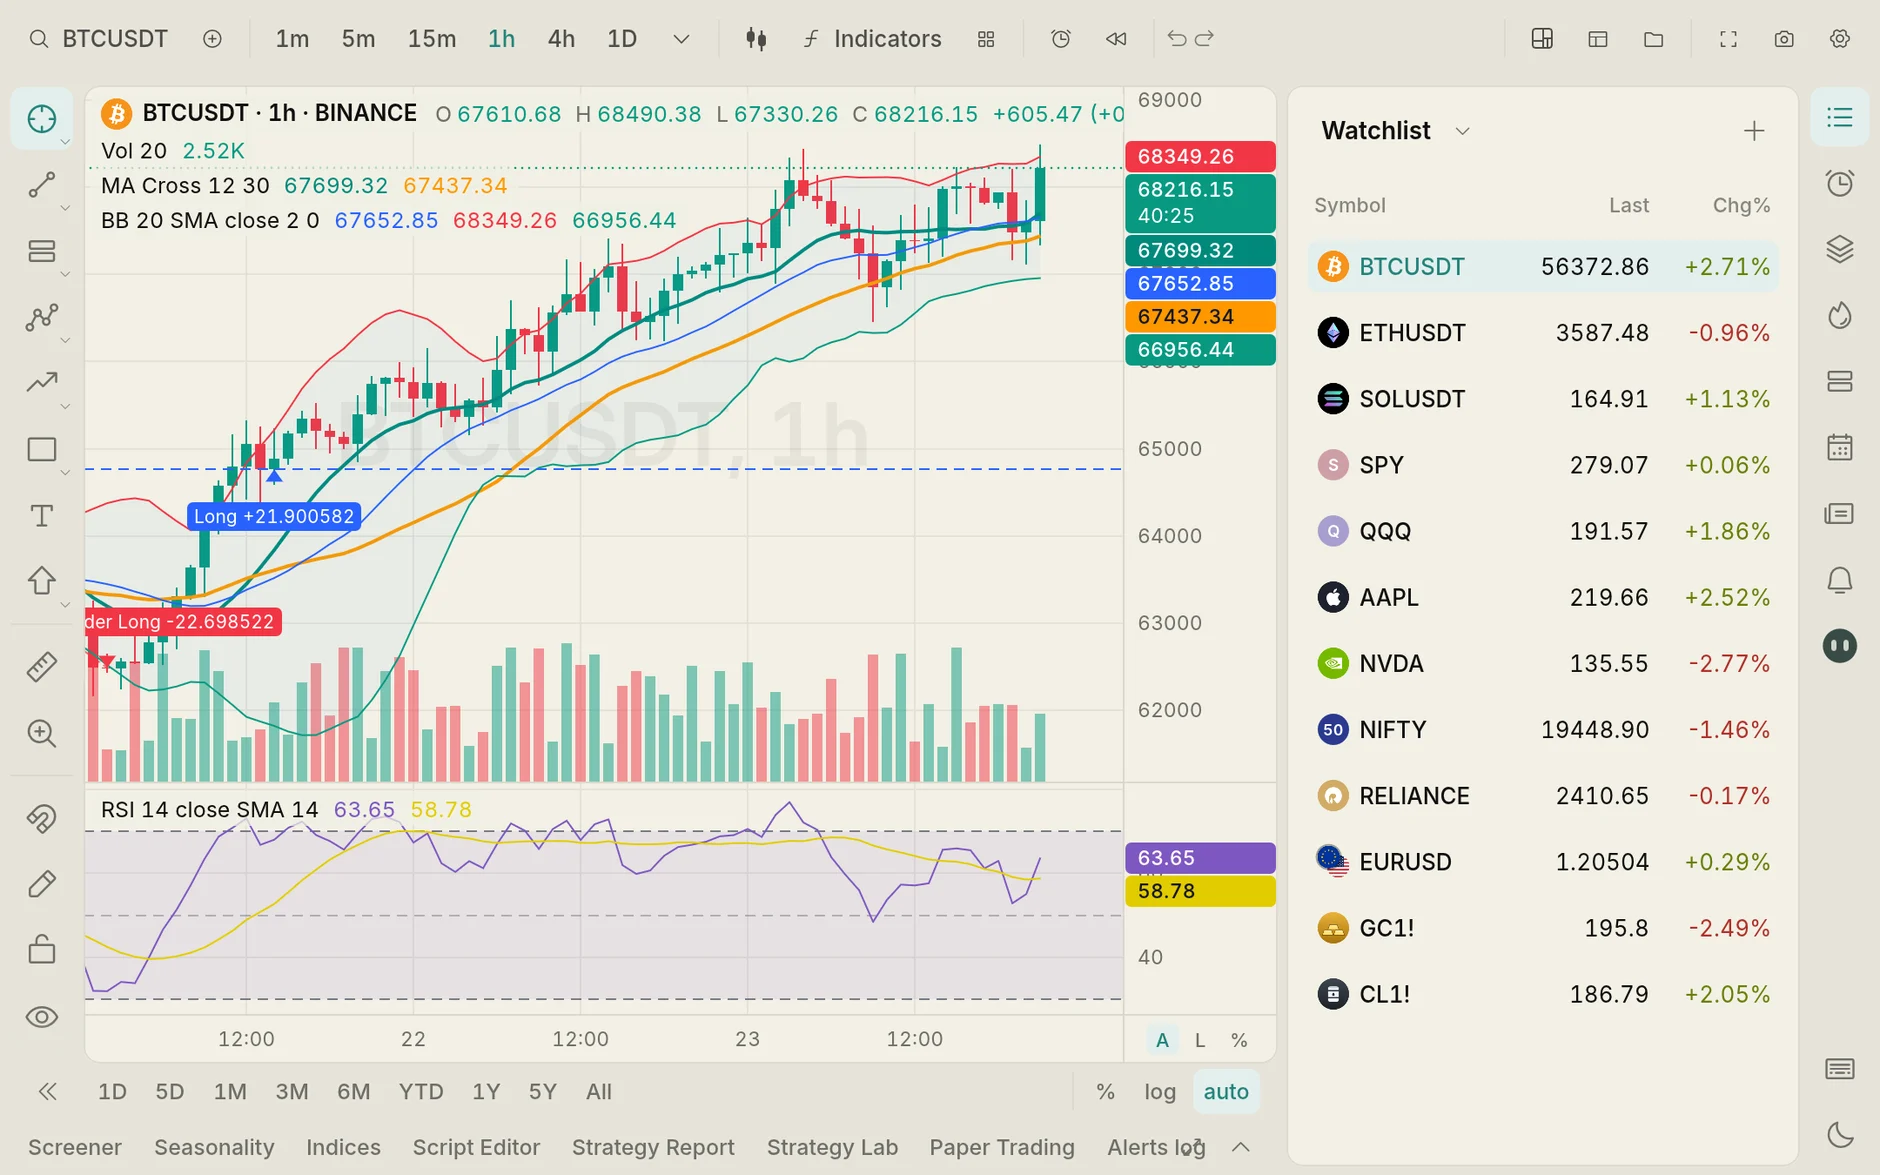 BTCUSDT 1m 5m 15m 1h 4h 1D Indicators
BTCUSDT · 1h · BINANCE O 67610.68 H 68490.38 L 67330.26 C 68216.15 +605.47 (+0
Vol 20 2.52K
MA Cross 12 30 67699.32 67437.34
BB 20 SMA close 2 0 67652.85 68349.26 66956.44
BTCUSDT, 1h
Long +21.900582
der Long -22.698522
69000
68349.26
68216.15
40:25
67699.32
67652.85
67437.34
66956.44
65000
64000
63000
62000
RSI 14 close SMA 14 63.65 58.78
63.65
58.78
40
12:00 22 12:00 23 12:00
A L %
1D 5D 1M 3M 6M YTD 1Y 5Y All % log auto
Screener Seasonality Indices Script Editor Strategy Report Strategy Lab Paper Trading Alerts log
Watchlist
Symbol Last Chg%
BTCUSDT 56372.86 +2.71%
ETHUSDT 3587.48 -0.96%
SOLUSDT 164.91 +1.13%
S SPY 279.07 +0.06%
Q QQQ 191.57 +1.86%
AAPL 219.66 +2.52%
NVDA 135.55 -2.77%
50 NIFTY 19448.90 -1.46%
RELIANCE 2410.65 -0.17%
EURUSD 1.20504 +0.29%
GC1! 195.8 -2.49%
CL1! 186.79 +2.05%